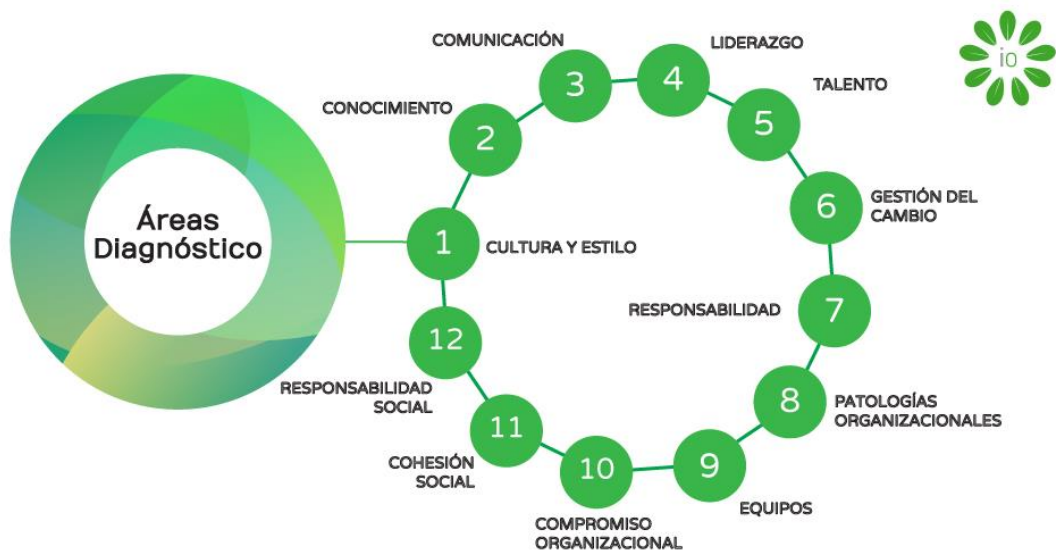 Áreas
Diagnóstico
1
CULTURA Y ESTILO
2
CONOCIMIENTO
3
COMUNICACIÓN
4
LIDERAZGO
5
TALENTO
6
GESTIÓN DEL
CAMBIO
7
RESPONSABILIDAD
8
PATOLOGÍAS
ORGANIZACIONALES
9
EQUIPOS
10
COMPROMISO
ORGANIZACIONAL
11
COHESIÓN
SOCIAL
12
RESPONSABILIDAD
SOCIAL
io